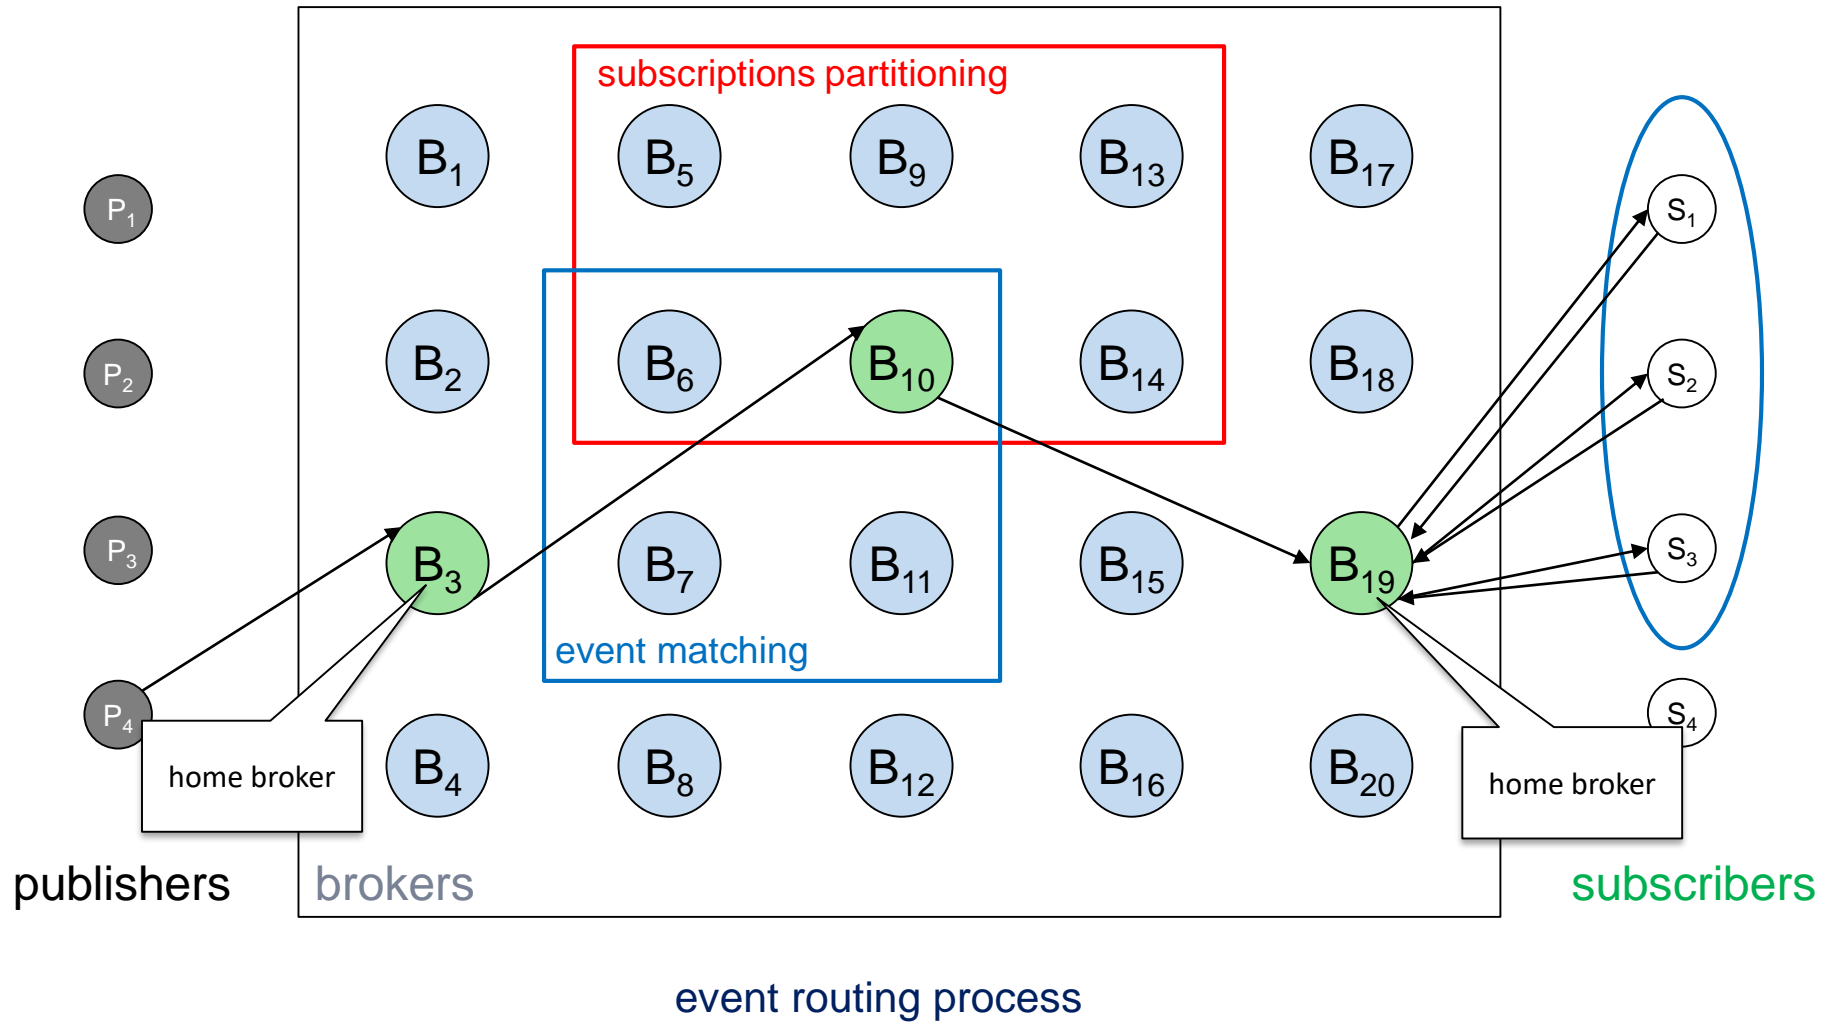 subscriptions partitioning
B1 B5 B9 B13 B17
P1 S1
B2 B6 B10 B14 B18
P2 S2
P3 S3
B3 B7 B11 B15 B19
event matching
P4 S4
B4 B8 B12 B16 B20
home broker home broker
publishers brokers subscribers
event routing process